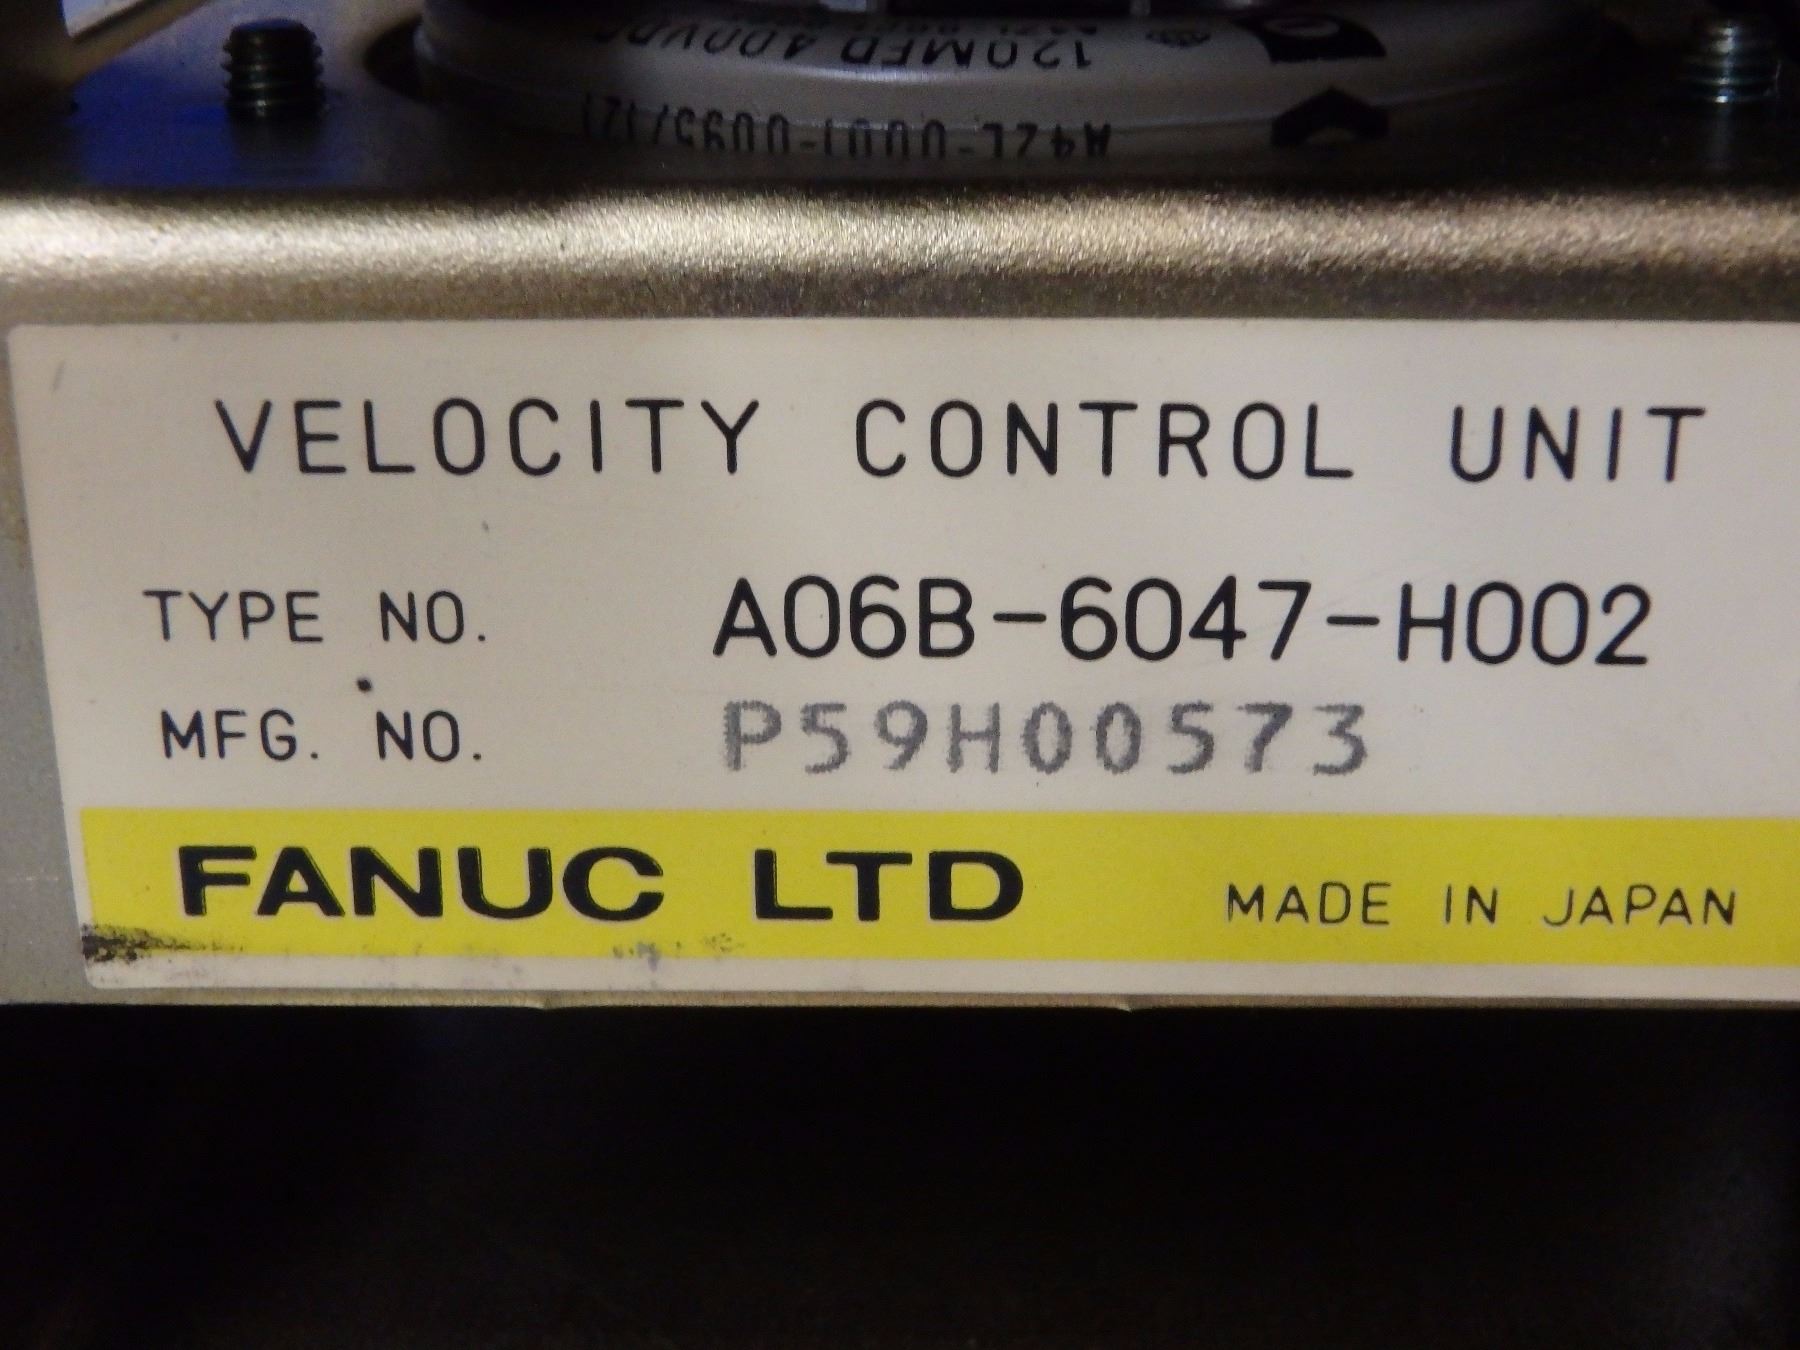 120MFD 400VDC
A42L-0001-0095/121
VELOCITY CONTROL UNIT
TYPE NO. A06B-6047-H002
MFG. NO. P59H00573
FANUC LTD MADE IN JAPAN